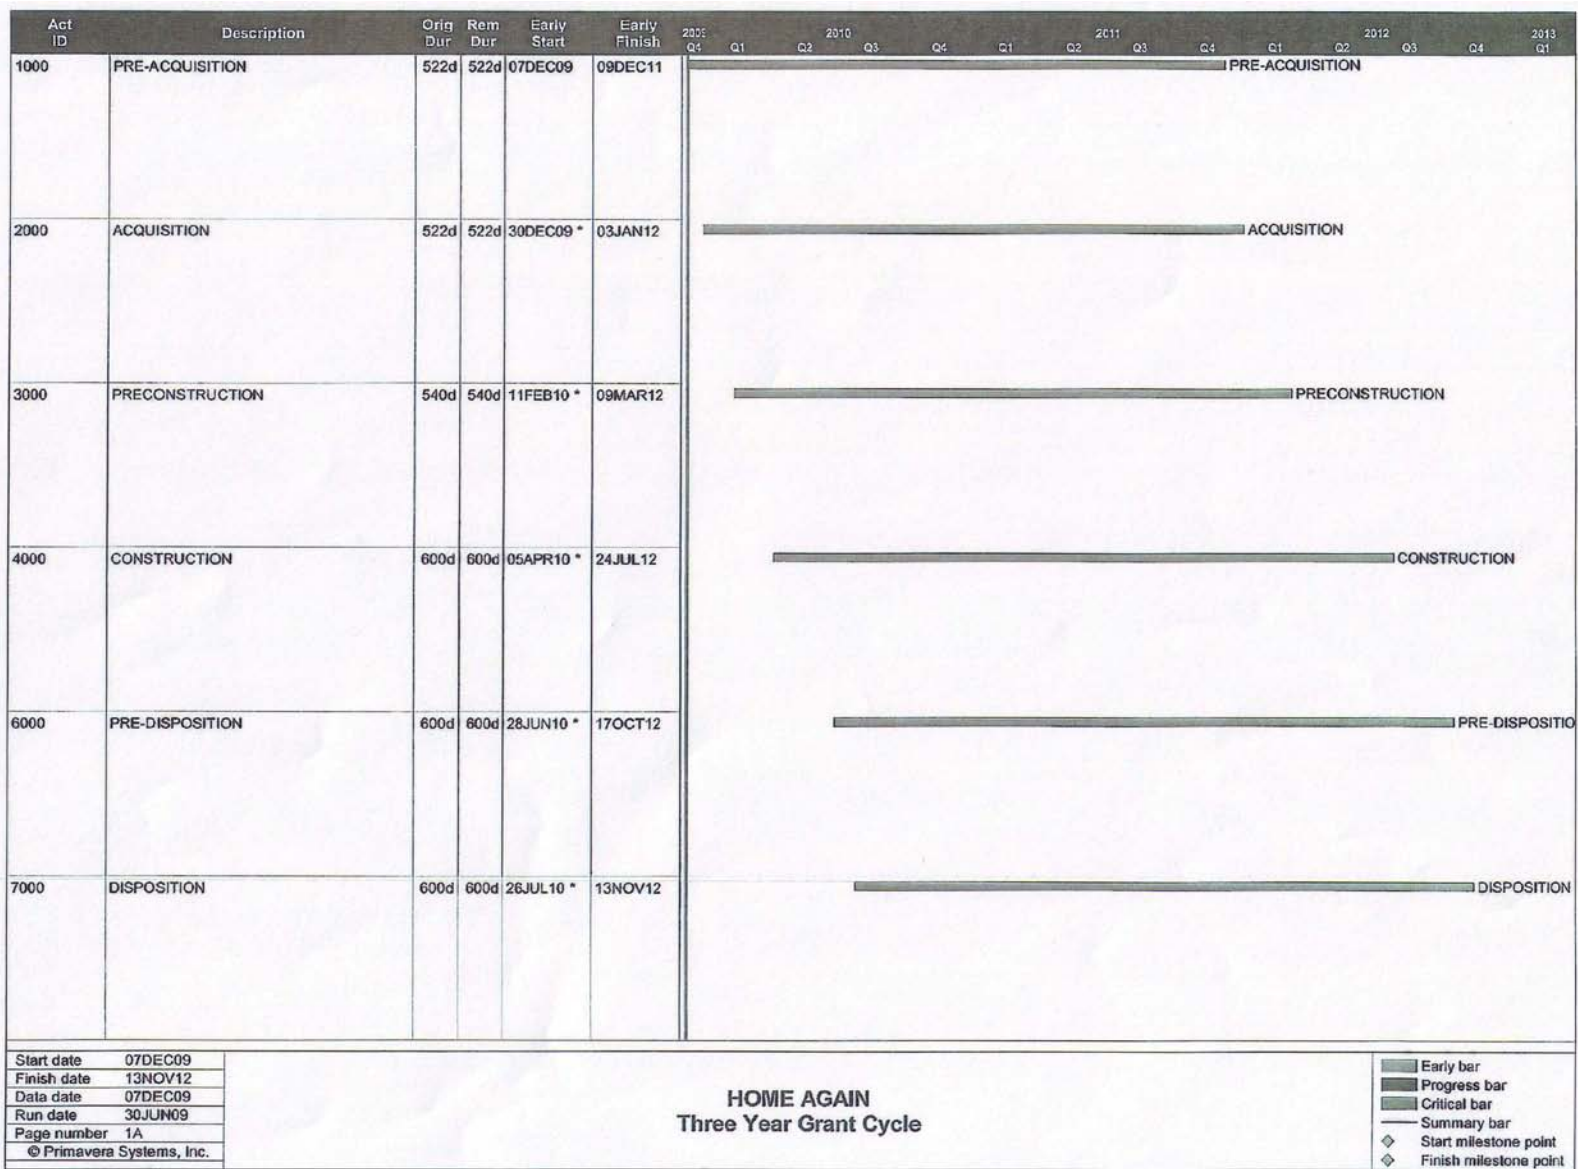 Act ID Description Orig Dur Rem Dur Early Start Early Finish
2009 2010 2011 2012 2013
Q4 Q1 Q2 Q3 Q4 Q1 Q2 Q3 Q4 Q1 Q2 Q3 Q4 Q1
1000 PRE-ACQUISITION 522d 522d 07DEC09 09DEC11 PRE-ACQUISITION
2000 ACQUISITION 522d 522d 30DEC09 * 03JAN12 ACQUISITION
3000 PRECONSTRUCTION 540d 540d 11FEB10 * 09MAR12 PRECONSTRUCTION
4000 CONSTRUCTION 600d 600d 05APR10 * 24JUL12 CONSTRUCTION
6000 PRE-DISPOSITION 600d 600d 28JUN10 * 17OCT12 PRE-DISPOSITIO
7000 DISPOSITION 600d 600d 26JUL10 * 13NOV12 DISPOSITION
Start date 07DEC09
Finish date 13NOV12
Data date 07DEC09
Run date 30JUN09
Page number 1A
© Primavera Systems, Inc.
HOME AGAIN
Three Year Grant Cycle
Early bar
Progress bar
Critical bar
Summary bar
Start milestone point
Finish milestone point